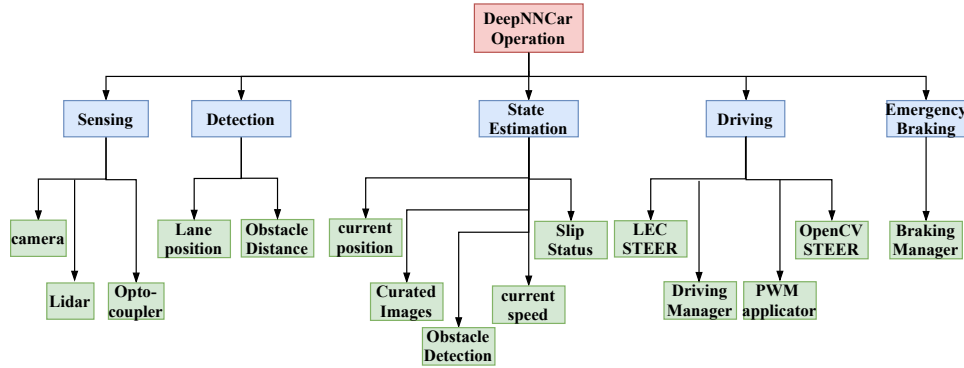 DeepNNCar
Operation
Sensing
Detection
State
Estimation
Driving
Emergency
Braking
camera
Lidar
Opto-
coupler
Lane
position
Obstacle
Distance
current
position
Curated
Images
Obstacle
Detection
current
speed
Slip
Status
LEC
STEER
Driving
Manager
PWM
applicator
OpenCV
STEER
Braking
Manager